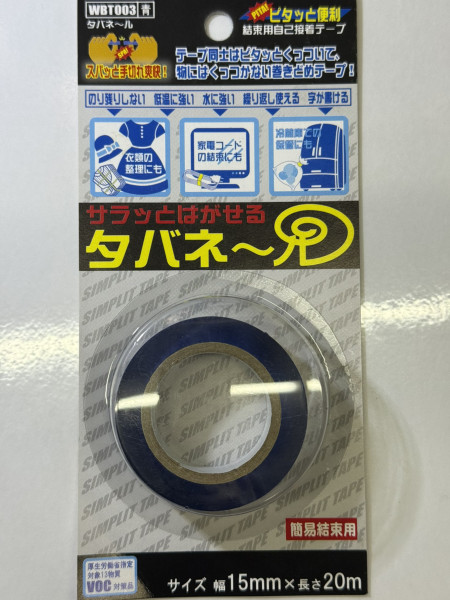 WBT003 青
タバネ〜ル
PITA! ピタッと便利
結束用自己接着テープ
スパッと手切れ爽快!
テープ同士はピタッとくっついて、
物にはくっつかない巻きどめテープ!
のり残りしない 低温に強い 水に強い 繰り返し使える 字が書ける
衣類の
整理にも
家電コード
の結束にも
冷蔵庫での
保管にも
サラッとはがせる
タバネ〜ル
SIMPLIT TAPE
簡易結束用
厚生労働省指定
対象13物質
VOC 対策品
サイズ 幅15mm×長さ20m